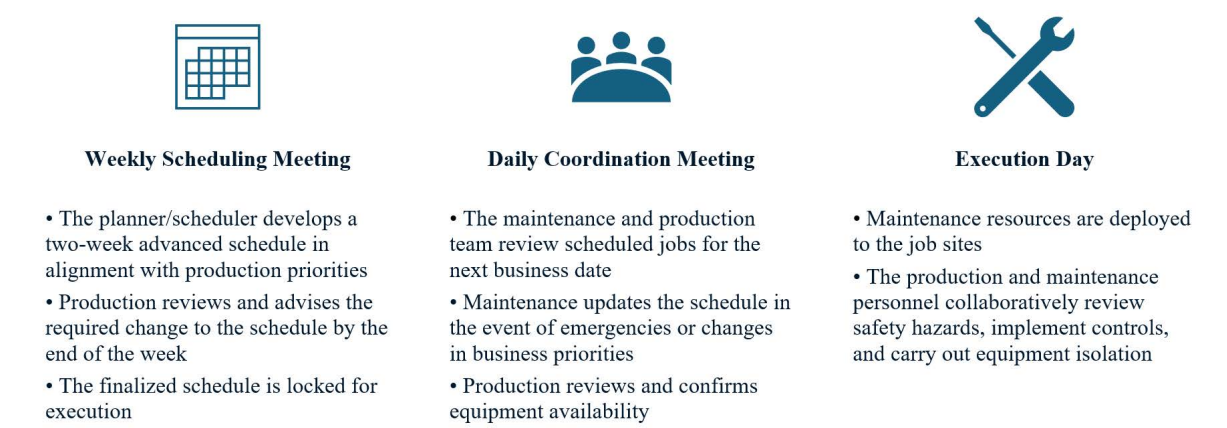 Weekly Scheduling Meeting
• The planner/scheduler develops a
two-week advanced schedule in
alignment with production priorities
• Production reviews and advises the
required change to the schedule by the
end of the week
• The finalized schedule is locked for
execution
Daily Coordination Meeting
• The maintenance and production
team review scheduled jobs for the
next business date
• Maintenance updates the schedule in
the event of emergencies or changes
in business priorities
• Production reviews and confirms
equipment availability
Execution Day
• Maintenance resources are deployed
to the job sites
• The production and maintenance
personnel collaboratively review
safety hazards, implement controls,
and carry out equipment isolation